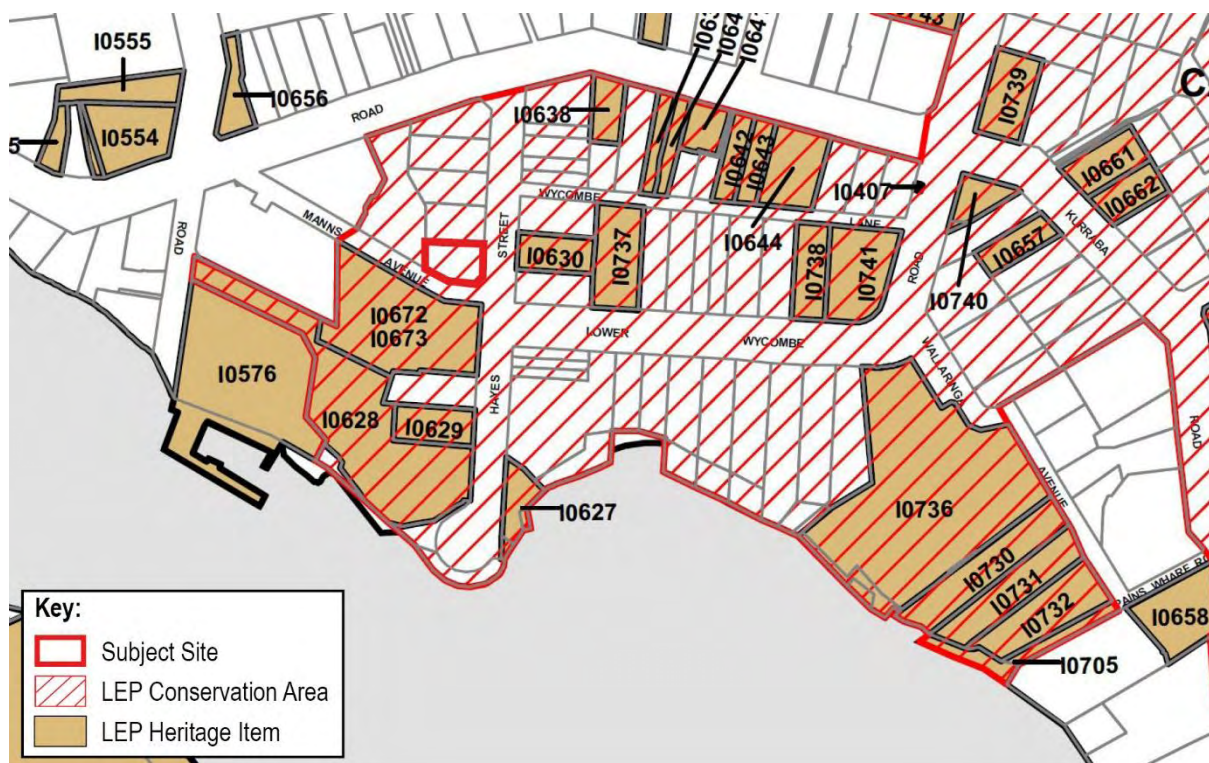 I0555
I0656
I0554
5
ROAD
I0638
I0641
I0642
I0643
I0644
I0407
I0739
C
I0661
I0662
KURRABA
I0657
I0740
WYCOMBE
LANE
MANNS
AVENUE
ROAD
STREET
I0630
I0737
I0738
I0741
ROAD
I0672
I0673
LOWER
WYCOMBE
WALLARINGA
AVENUE
I0576
I0628
I0629
HAYES
I0627
I0736
I0730
I0731
I0732
I0705
I0658
ROAD
Key:
Subject Site
LEP Conservation Area
LEP Heritage Item